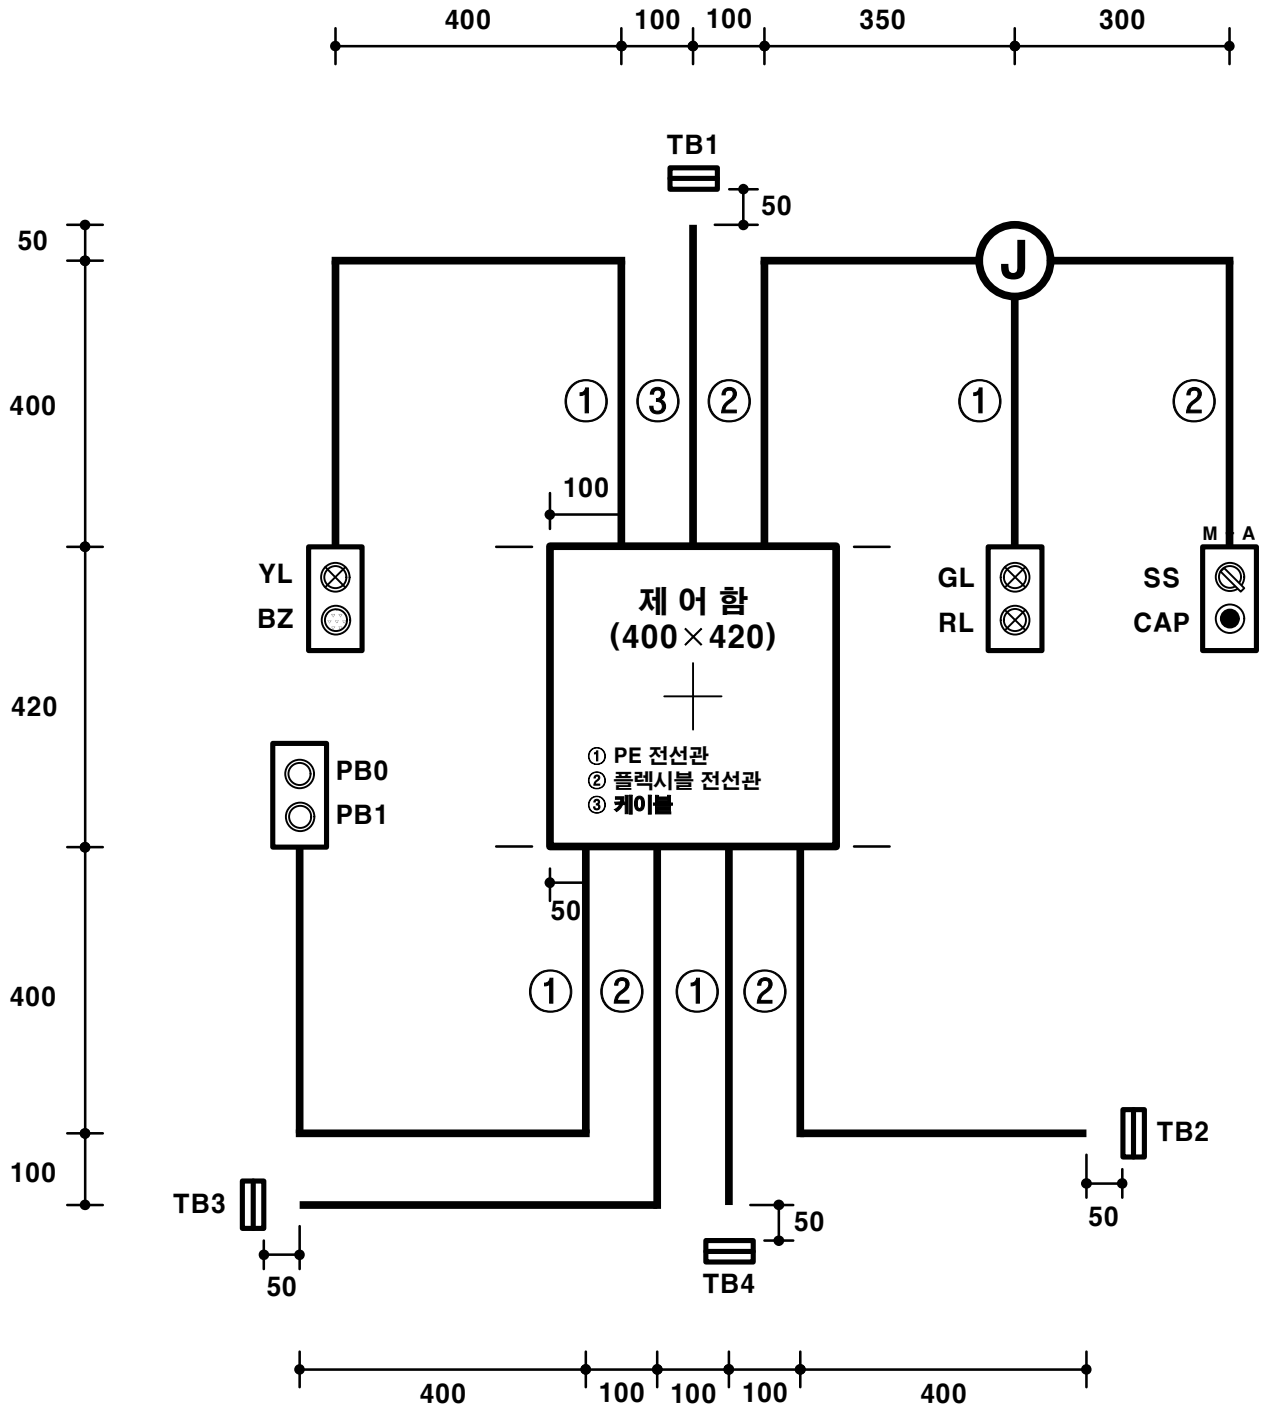 400 100 100 350 300
TB1
50
50
J
400
① ③ ② ① ②
100
M A
YL
BZ
제 어 함
(400×420)
GL
RL
SS
CAP
420
① PE 전선관
② 플렉시블 전선관
③ 케이블
PB0
PB1
50
400
① ② ① ②
100
TB2
TB3
50
50
50
TB4
400 100 100 100 400